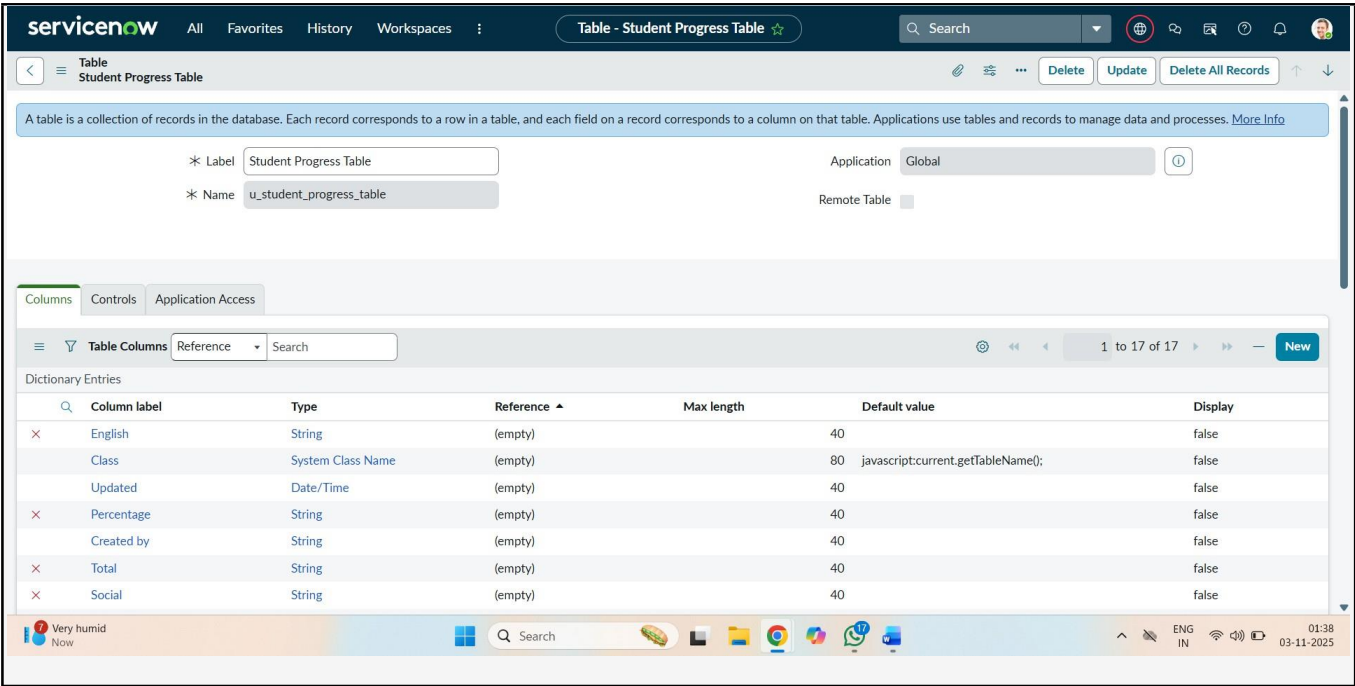 servicenow All Favorites History Workspaces Table - Student Progress Table Search
Table
Student Progress Table Delete Update Delete All Records
A table is a collection of records in the database. Each record corresponds to a row in a table, and each field on a record corresponds to a column on that table. Applications use tables and records to manage data and processes. More Info
Label Student Progress Table Application Global
Name u_student_progress_table Remote Table
Columns Controls Application Access
Table Columns Reference Search 1 to 17 of 17 New
Dictionary Entries
Column label Type Reference Max length Default value Display
English String (empty) 40 false
Class System Class Name (empty) 80 javascript:current.getTableName(); false
Updated Date/Time (empty) 40 false
Percentage String (empty) 40 false
Created by String (empty) 40 false
Total String (empty) 40 false
Social String (empty) 40 false
7 Very humid Search 17 ENG 01:38
Now IN 03-11-2025